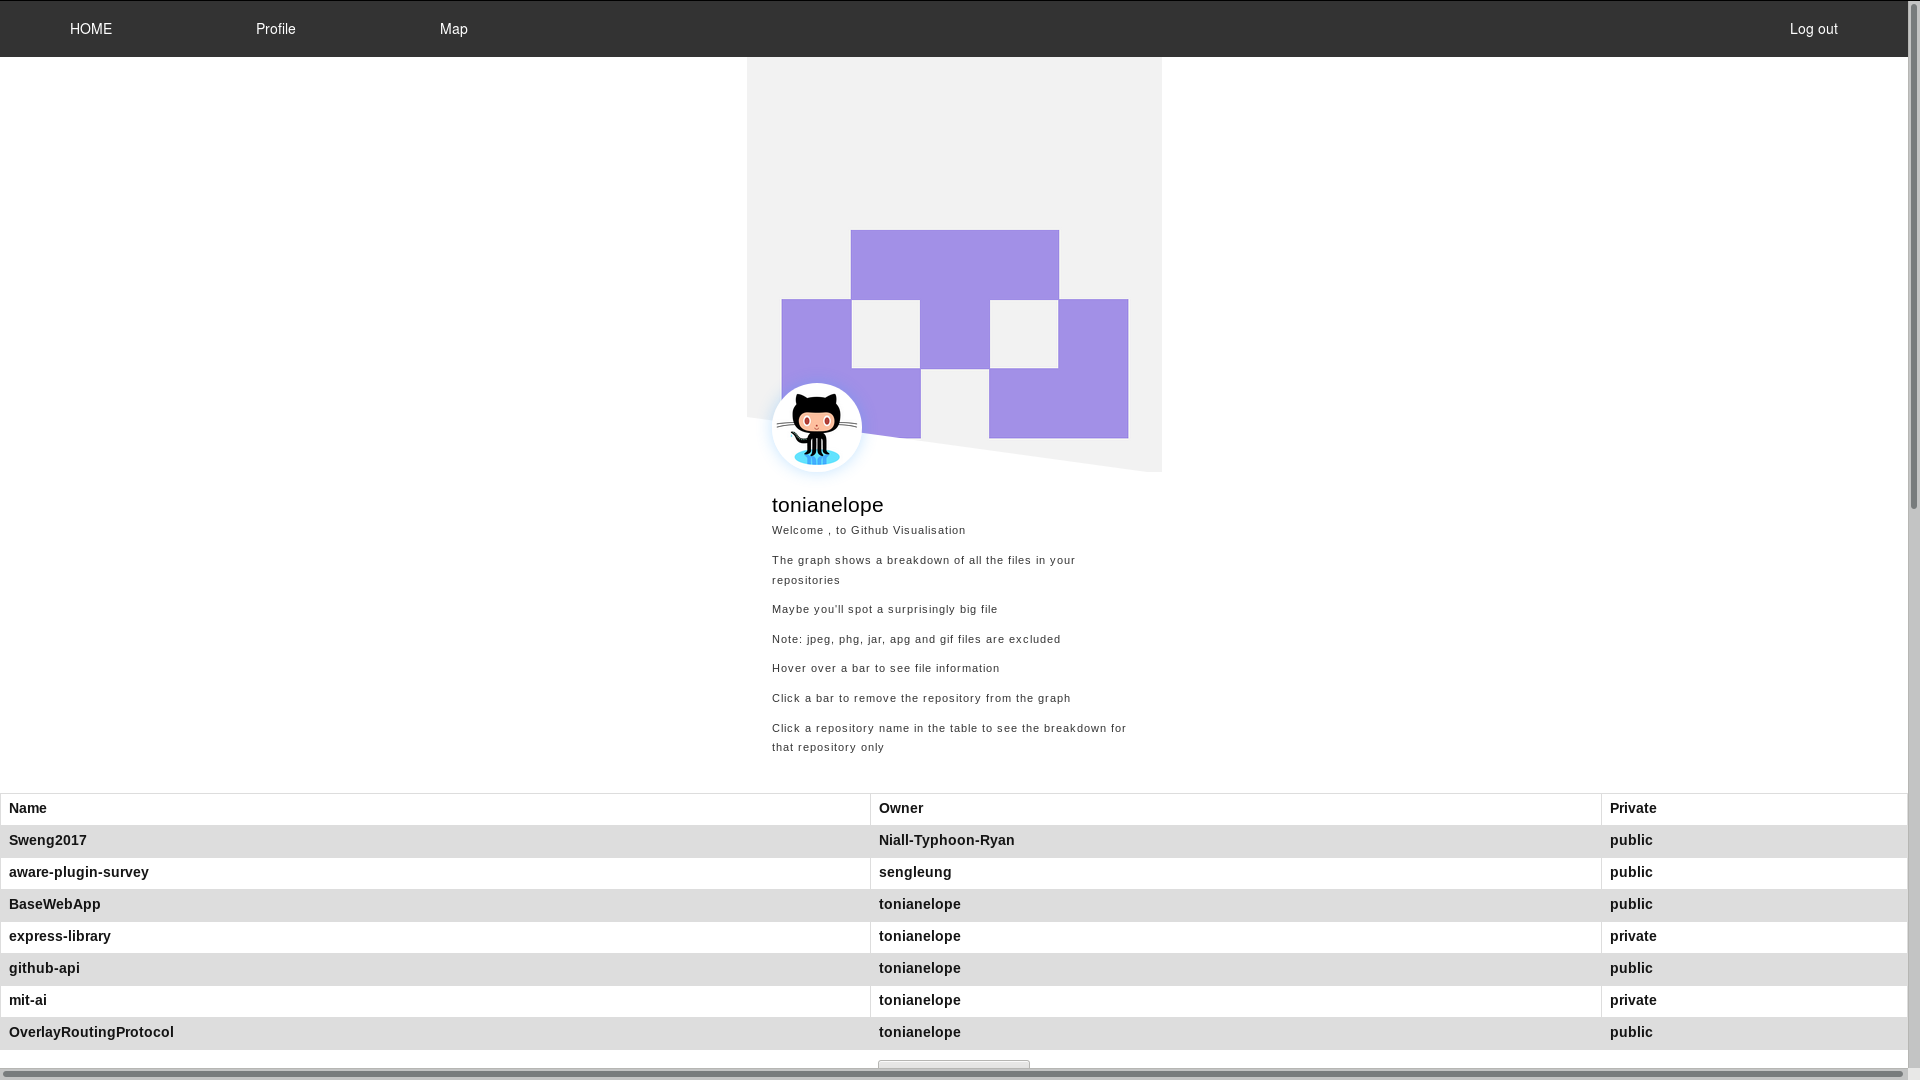 HOME Profile Map Log out
tonianelope
Welcome , to Github Visualisation
The graph shows a breakdown of all the files in your
repositories
Maybe you'll spot a surprisingly big file
Note: jpeg, phg, jar, apg and gif files are excluded
Hover over a bar to see file information
Click a bar to remove the repository from the graph
Click a repository name in the table to see the breakdown for
that repository only
Name Owner Private
Sweng2017 Niall-Typhoon-Ryan public
aware-plugin-survey sengleung public
BaseWebApp tonianelope public
express-library tonianelope private
github-api tonianelope public
mit-ai tonianelope private
OverlayRoutingProtocol tonianelope public